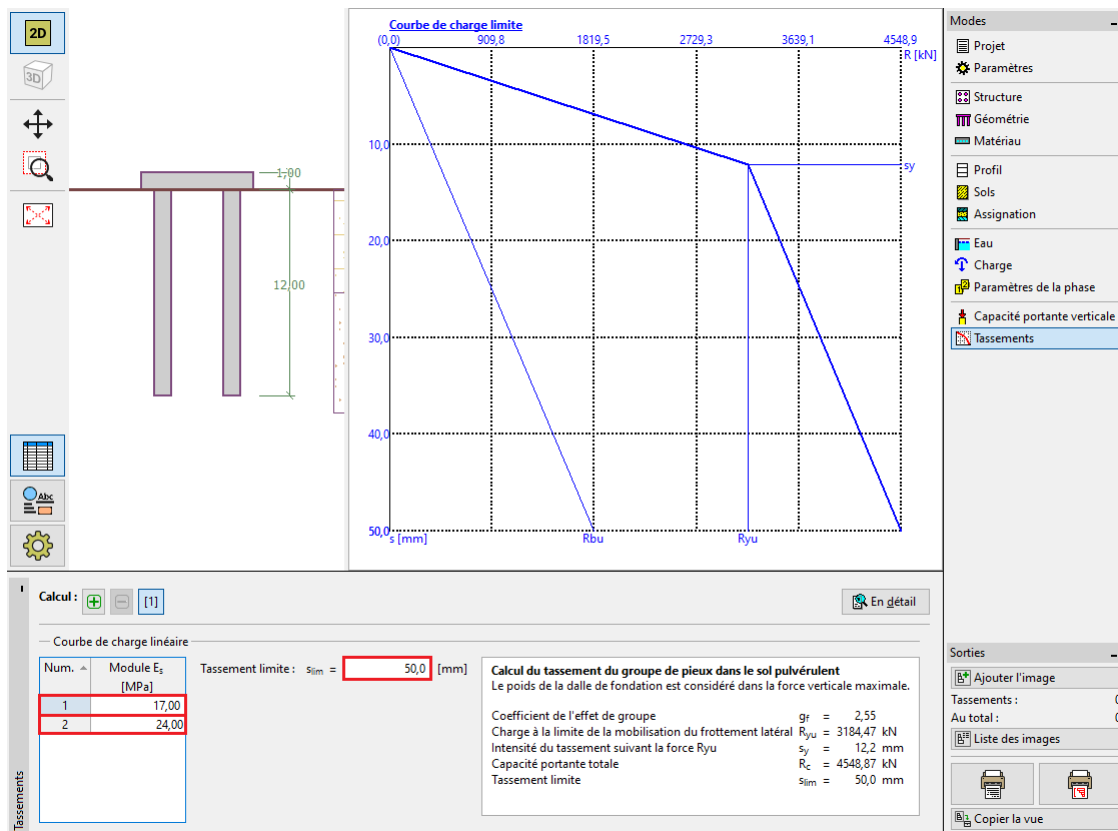 2D
3D
Abc
1,00
12,00
Courbe de charge limite
(0,0) 909,8 1819,5 2729,3 3639,1 4548,9
R [kN]
10,0
sy
20,0
30,0
40,0
50,0
s [mm] Rbu Ryu
Modes
Projet
Paramètres
Structure
Géométrie
Matériau
Profil
Sols
Assignation
Eau
Charge
Paramètres de la phase
Capacité portante verticale
Tassements
Tassements
Calcul : [1]
En détail
Courbe de charge linéaire
Num. Module Es
[MPa]
1 17,00
2 24,00
Tassement limite : slim = 50,0 [mm]
Calcul du tassement du groupe de pieux dans le sol pulvérulent
Le poids de la dalle de fondation est considéré dans la force verticale maximale.
Coefficient de l'effet de groupe gf = 2,55
Charge à la limite de la mobilisation du frottement latéral Ryu = 3184,47 kN
Intensité du tassement suivant la force Ryu sy = 12,2 mm
Capacité portante totale Rc = 4548,87 kN
Tassement limite slim = 50,0 mm
Sorties
Ajouter l'image
Tassements :
Au total :
Liste des images
Copier la vue